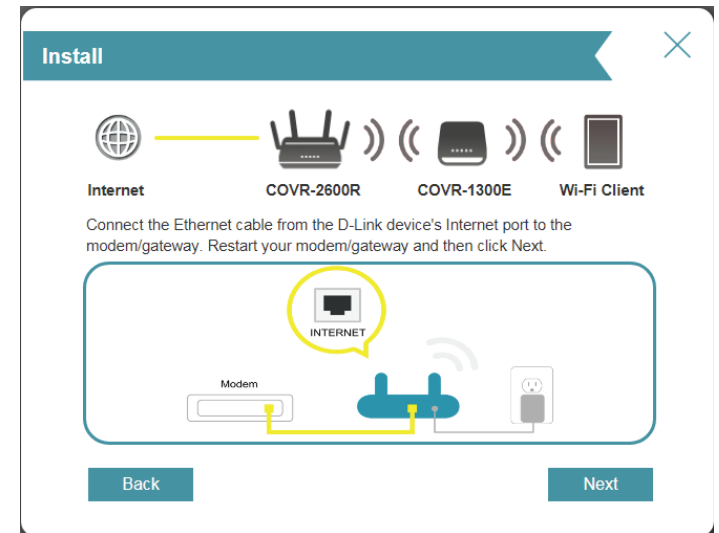 Install
Internet
COVR-2600R
COVR-1300E
Wi-Fi Client
Connect the Ethernet cable from the D-Link device's Internet port to the
modem/gateway. Restart your modem/gateway and then click Next.
INTERNET
Modem
Back
Next